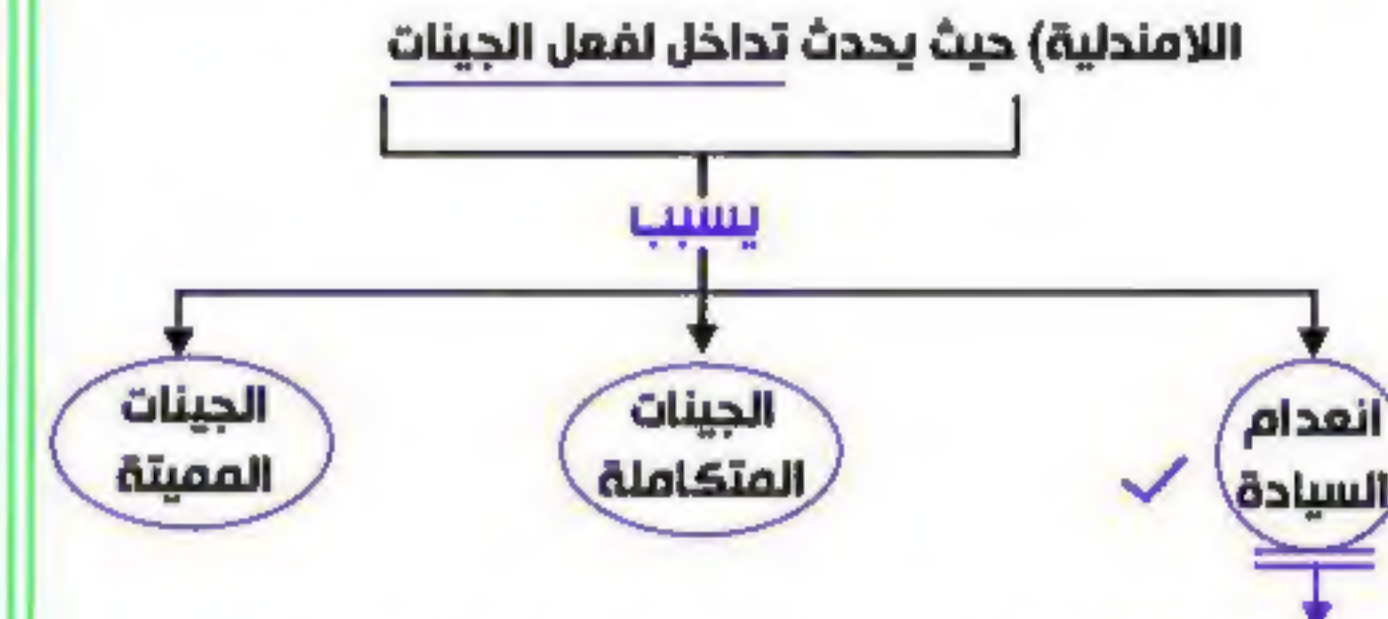 اللامندلية) حيث يحدث تداخل لفعل الجينات
يسبب
انعدام
السيادة
الجينات
المتكاملة
الجينات
المميتة